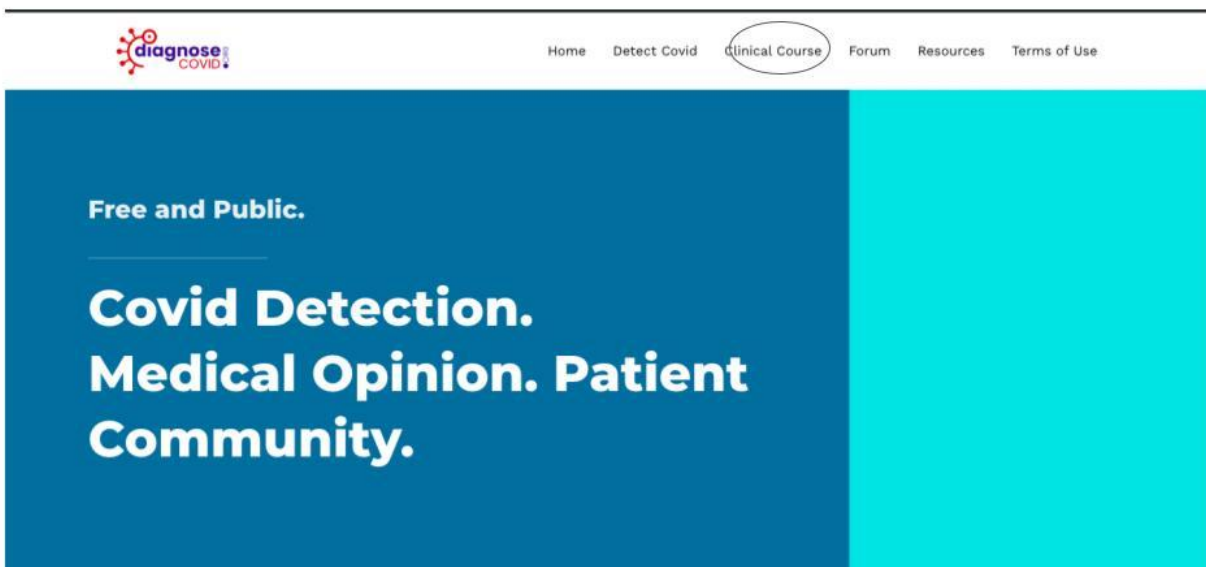 diagnose
COVID
Home Detect Covid Clinical Course Forum Resources Terms of Use
Free and Public.
Covid Detection.
Medical Opinion. Patient
Community.